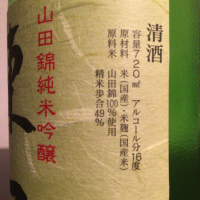 清酒
容量720㎖ アルコール分16度
原材料 米(国産)・米麹(国産米)
原料米 山田錦100%使用
精米歩合49%
山田錦純米吟醸